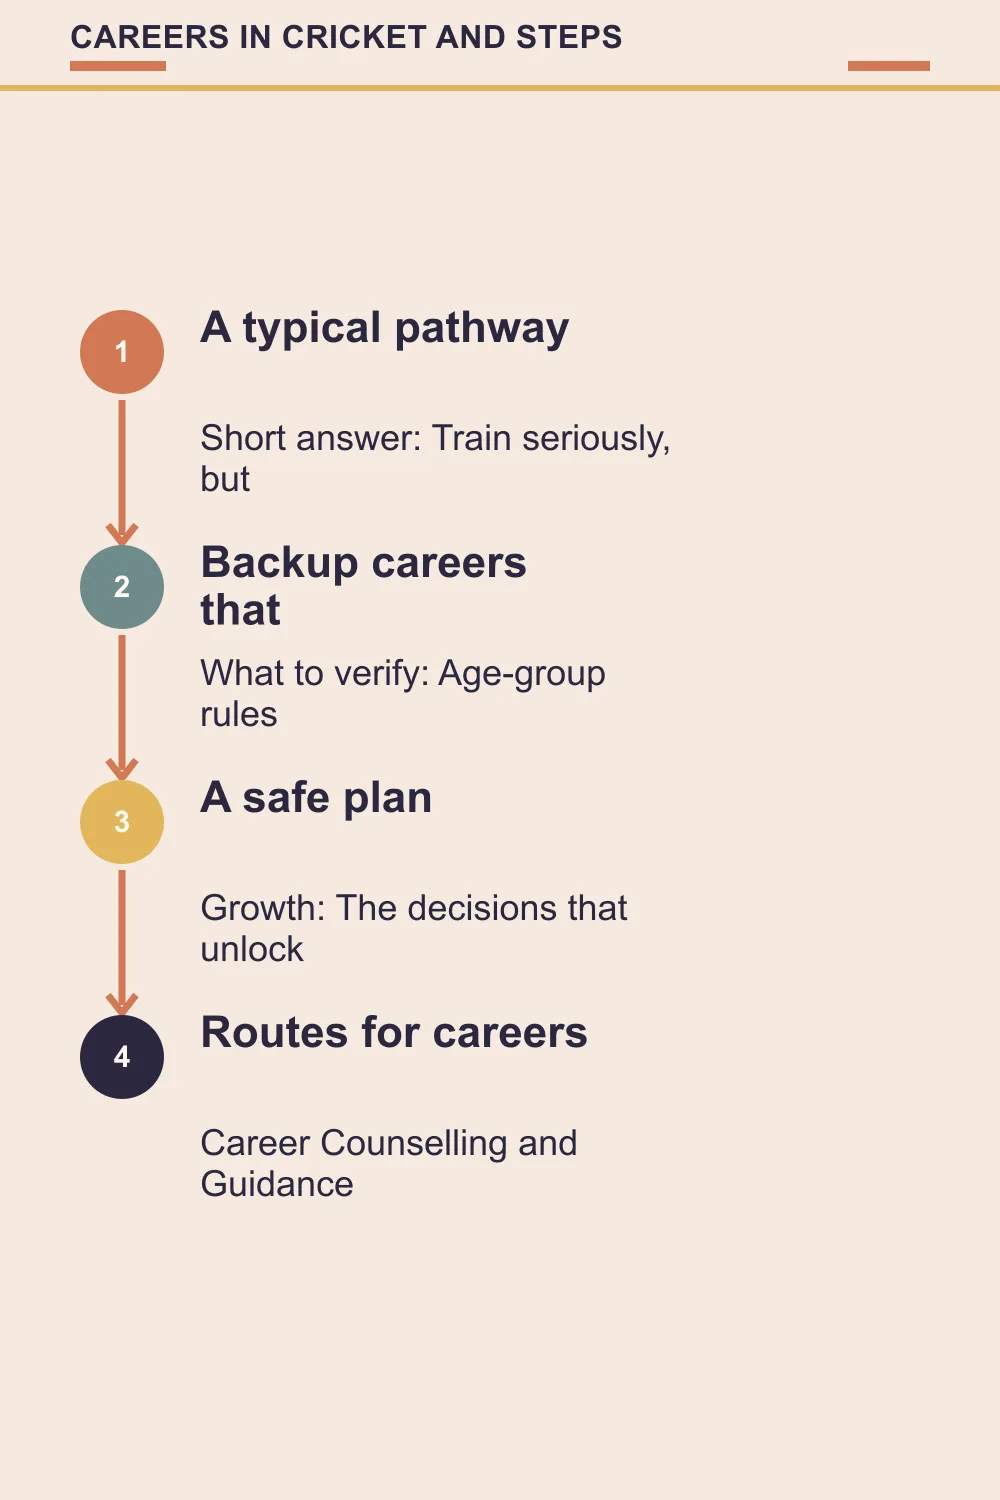 CAREERS IN CRICKET AND STEPS
1
A typical pathway
Short answer: Train seriously,
but
2
Backup careers
that
What to verify: Age-group
rules
3
A safe plan
Growth: The decisions that
unlock
4
Routes for careers
Career Counselling and
Guidance